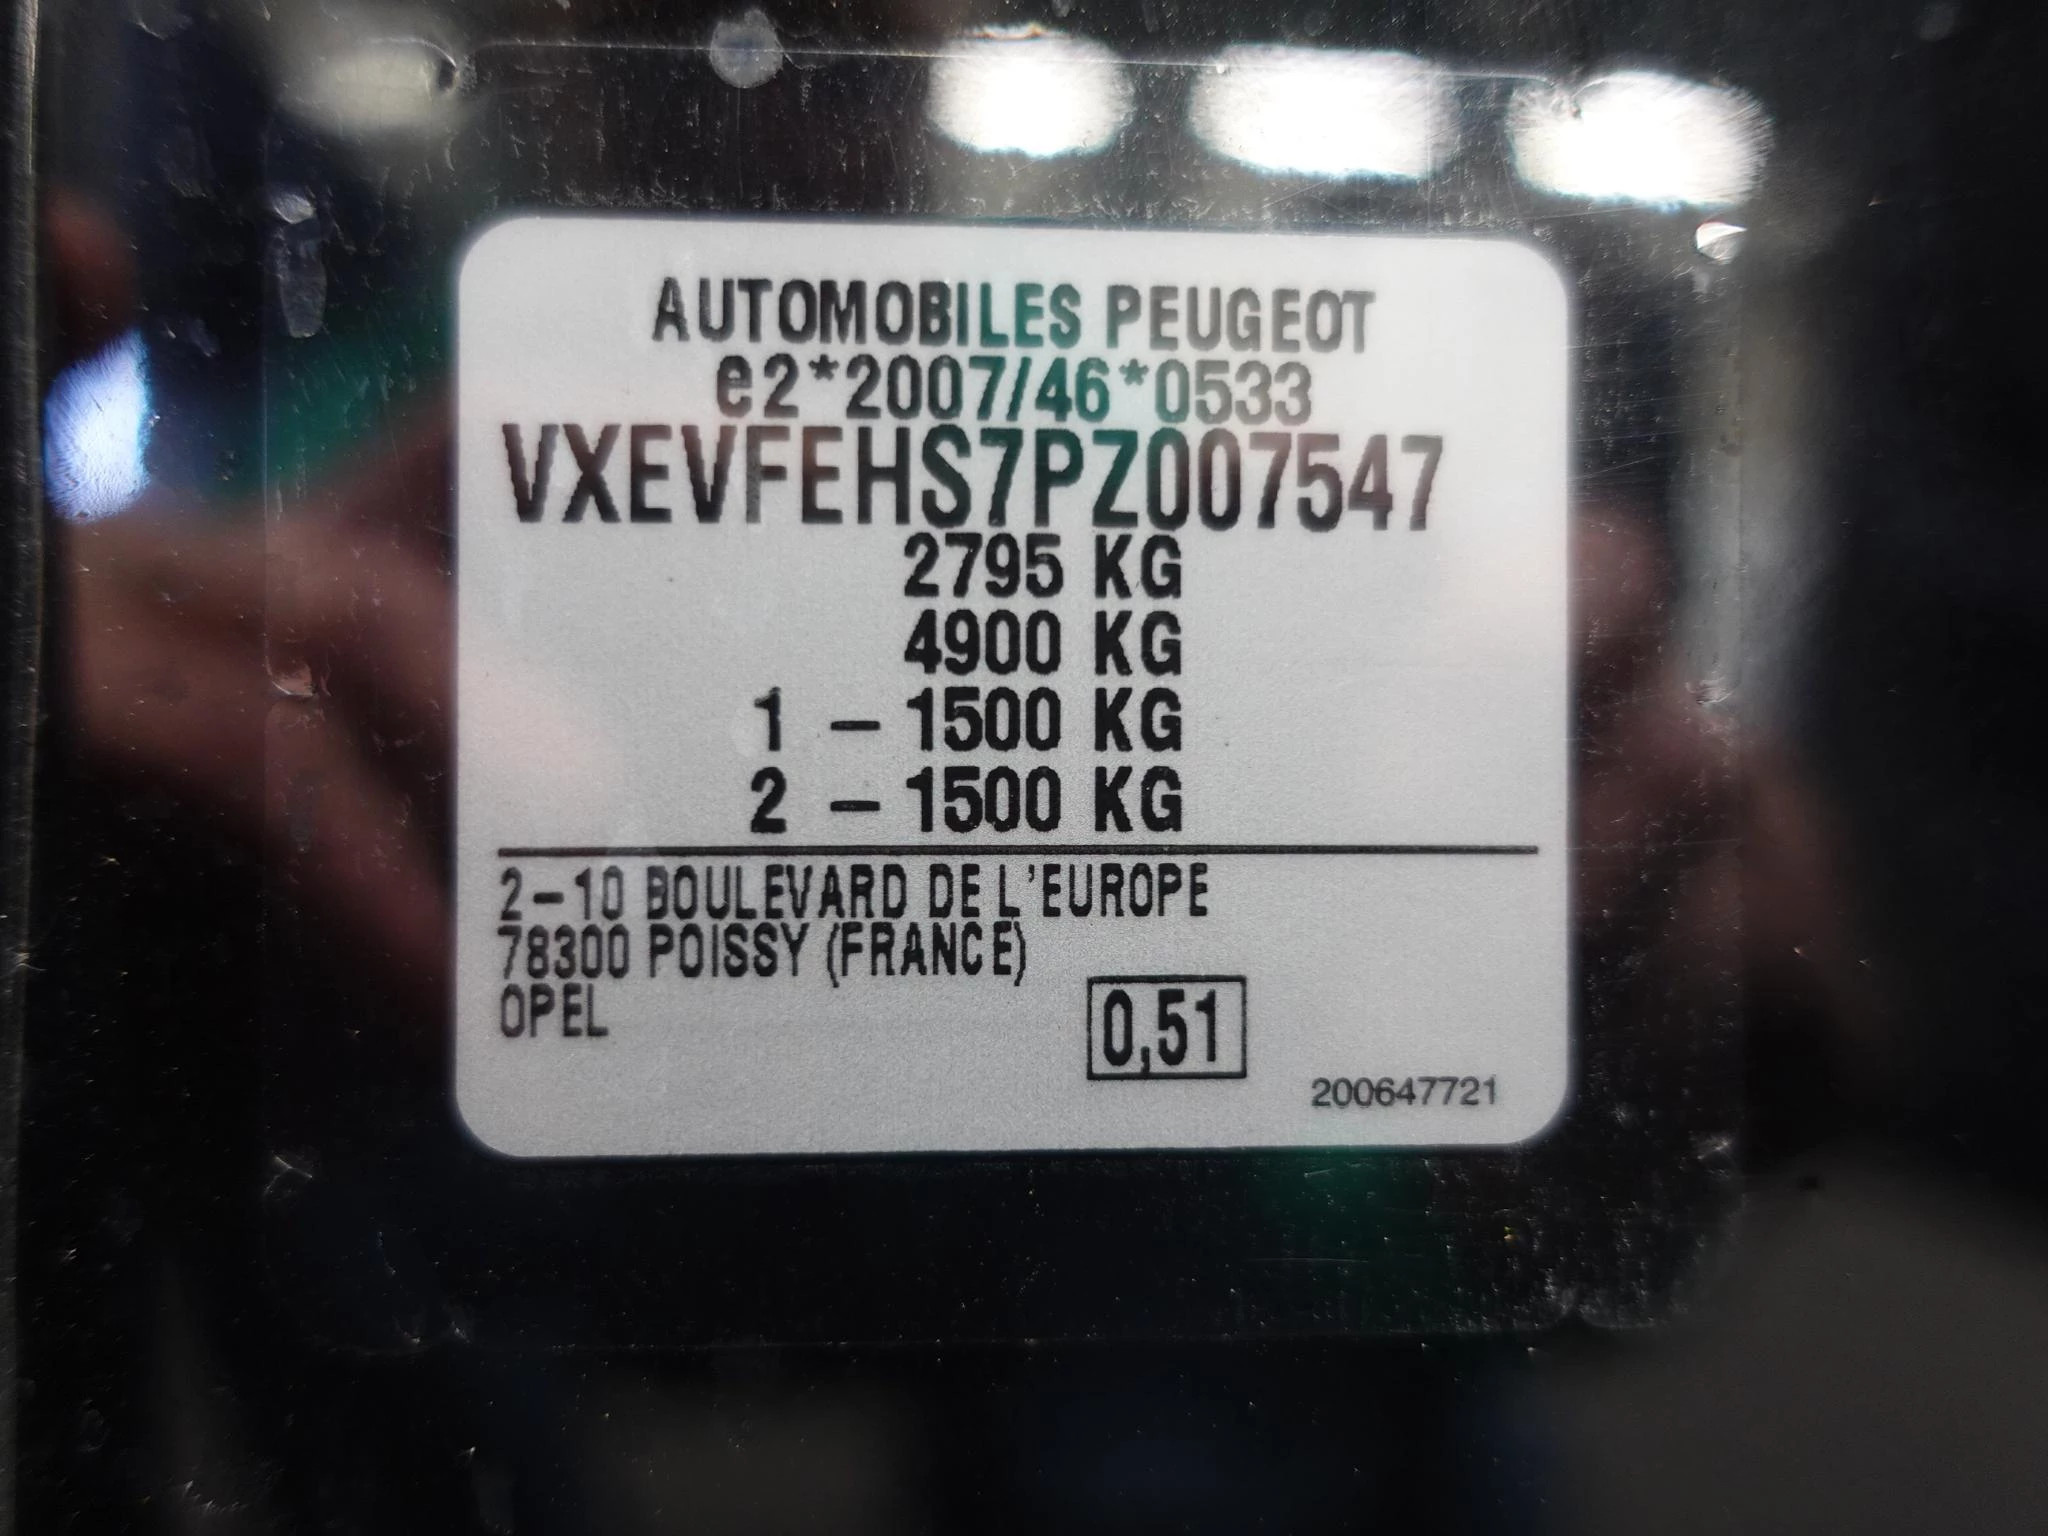 AUTOMOBILES PEUGEOT
e2*2007/46*0533
VXEVFEHS7PZ007547
2795 KG
4900 KG
1 - 1500 KG
2 - 1500 KG
2-10 BOULEVARD DE L'EUROPE
78300 POISSY (FRANCE)
OPEL
0,51
200647721